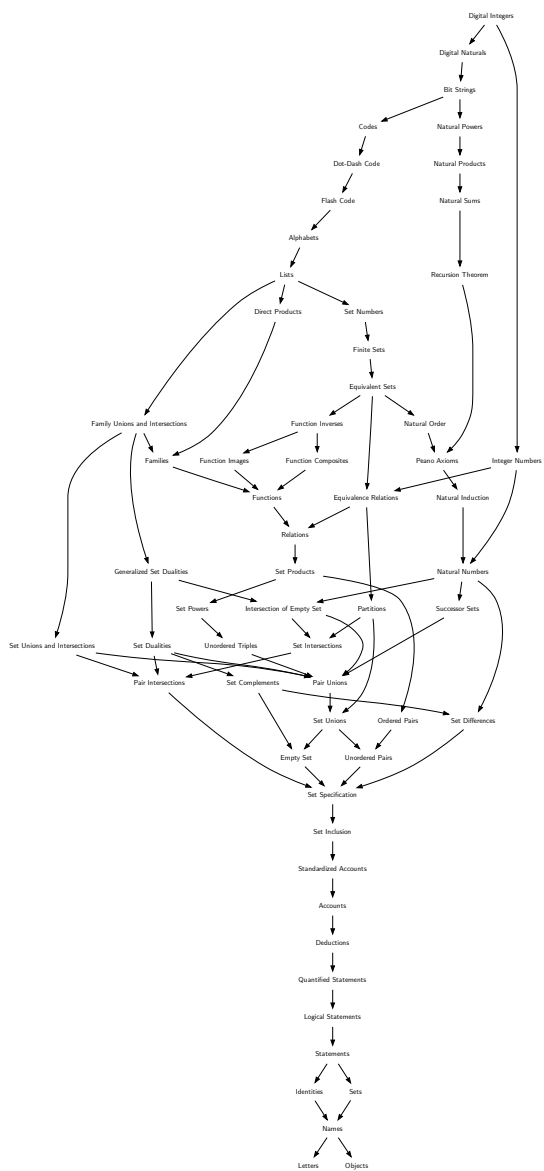 Digital Integers
Digital Naturals
Bit Strings
Codes
Natural Powers
Dot-Dash Code
Natural Products
Flash Code
Natural Sums
Alphabets
Lists
Recursion Theorem
Direct Products
Set Numbers
Finite Sets
Equivalent Sets
Family Unions and Intersections
Function Inverses
Natural Order
Families
Function Images
Function Composites
Peano Axioms
Integer Numbers
Functions
Equivalence Relations
Natural Induction
Relations
Generalized Set Dualities
Set Products
Natural Numbers
Set Powers
Intersection of Empty Set
Partitions
Successor Sets
Set Unions and Intersections
Set Dualities
Unordered Triples
Set Intersections
Pair Intersections
Set Complements
Pair Unions
Set Unions
Ordered Pairs
Set Differences
Empty Set
Unordered Pairs
Set Specification
Set Inclusion
Standardized Accounts
Accounts
Deductions
Quantified Statements
Logical Statements
Statements
Identities
Sets
Names
Letters
Objects